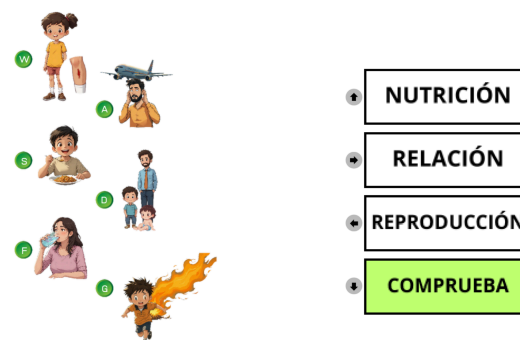 W
A
S
D
F
G
NUTRICIÓN
RELACIÓN
REPRODUCCIÓN
COMPRUEBA